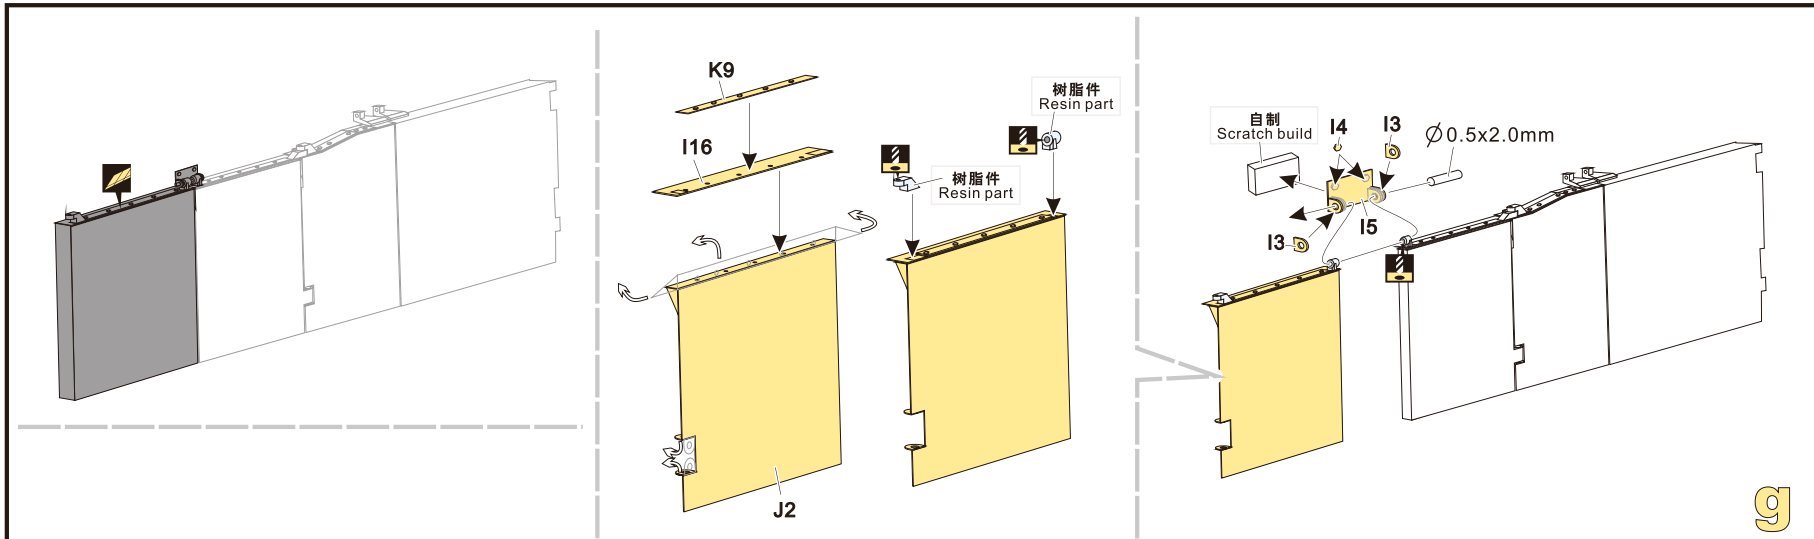 K9
I16
树脂件
Resin part
树脂件
Resin part
J2
自制
Scratch build
I4
I3
Ø0.5x2.0mm
I5
I3
g